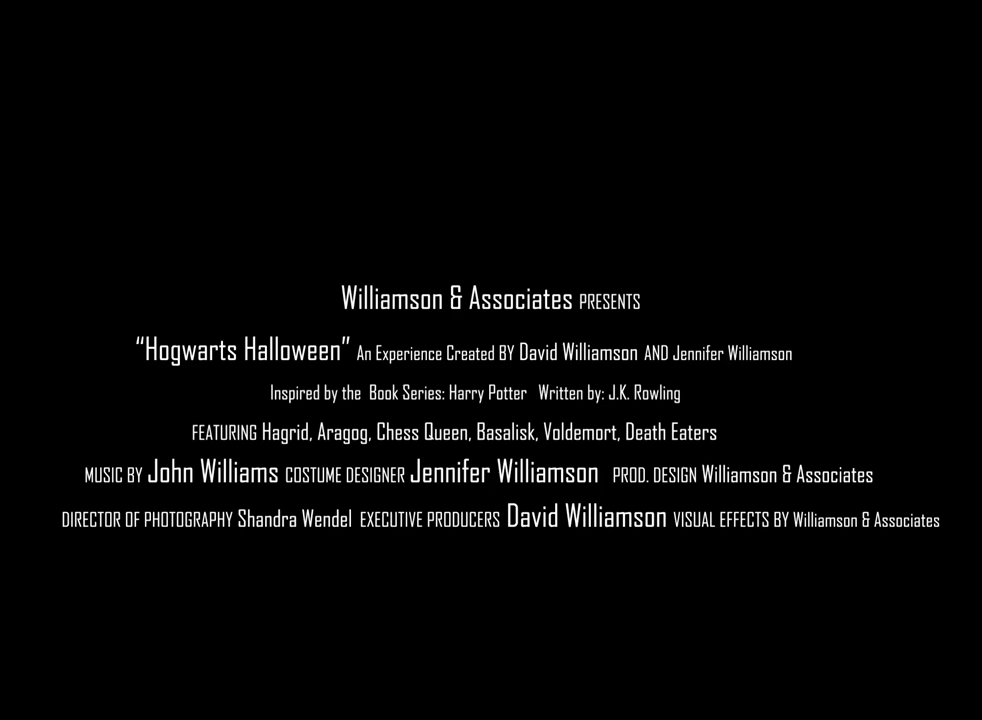 Williamson & Associates PRESENTS
“Hogwarts Halloween” An Experience Created BY David Williamson AND Jennifer Williamson
Inspired by the Book Series: Harry Potter Written by: J.K. Rowling
FEATURING Hagrid, Aragog, Chess Queen, Basalisk, Voldemort, Death Eaters
MUSIC BY John Williams COSTUME DESIGNER Jennifer Williamson PROD. DESIGN Williamson & Associates
DIRECTOR OF PHOTOGRAPHY Shandra Wendel EXECUTIVE PRODUCERS David Williamson VISUAL EFFECTS BY Williamson & Associates